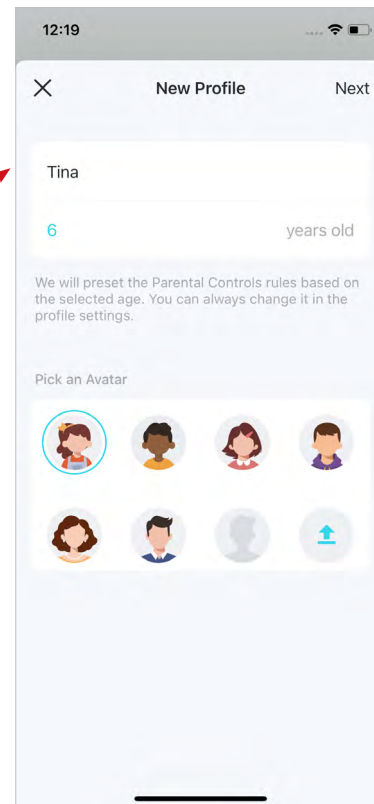 12:19
New Profile Next
Tina
6 years old
We will preset the Parental Controls rules based on
the selected age. You can always change it in the
profile settings.
Pick an Avatar